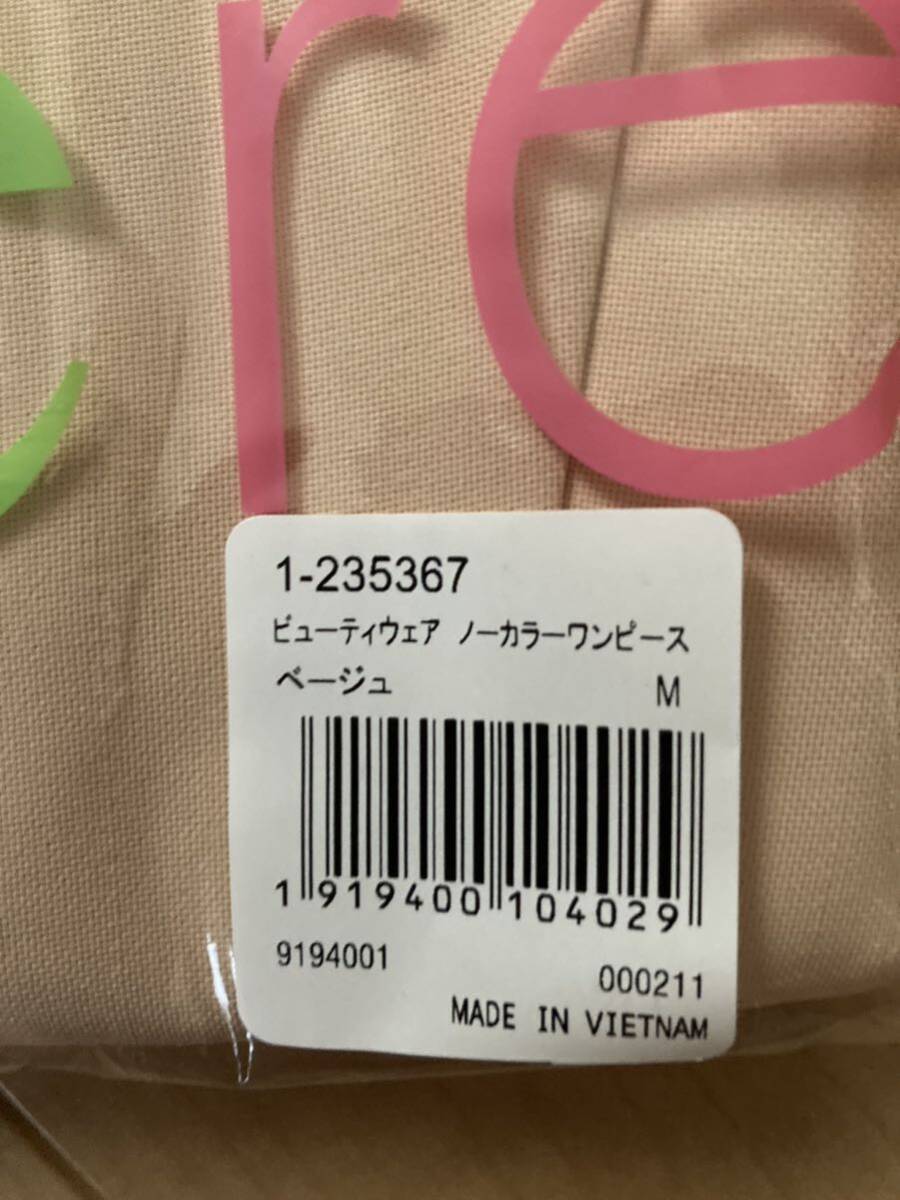 ere
1-235367
ビューティウェア ノーカラーワンピース
ベージュ M
1 919400 104029
9194001
000211
MADE IN VIETNAM